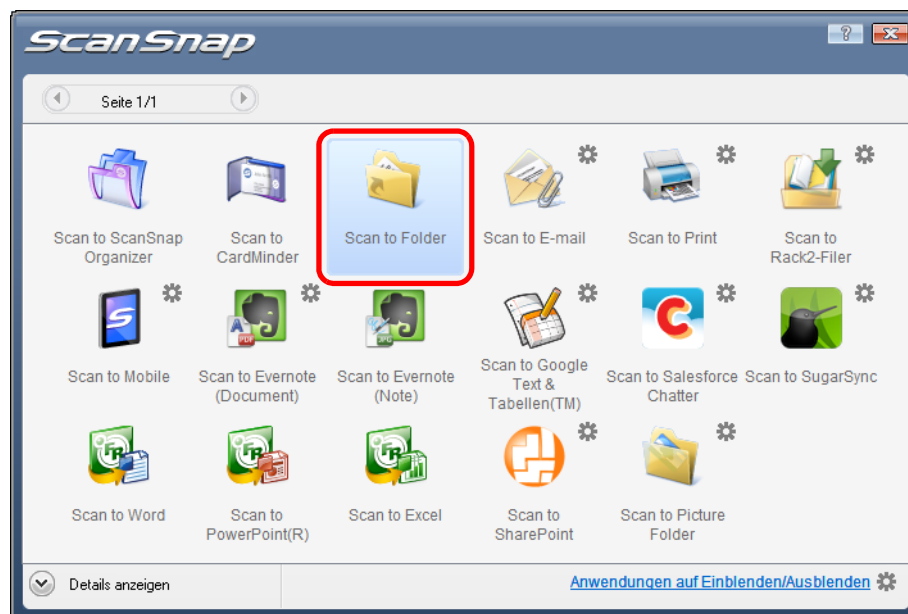 ScanSnap
?
Seite 1/1
Scan to ScanSnap
Organizer
Scan to
CardMinder
Scan to Folder
Scan to E-mail
Scan to Print
Scan to
Rack2-Filer
Scan to Mobile
Scan to Evernote
(Document)
Scan to Evernote
(Note)
Scan to Google
Text &
Tabellen(TM)
Scan to Salesforce
Chatter
Scan to SugarSync
Scan to Word
Scan to
PowerPoint(R)
Scan to Excel
Scan to
SharePoint
Scan to Picture
Folder
Details anzeigen
Anwendungen auf Einblenden/Ausblenden